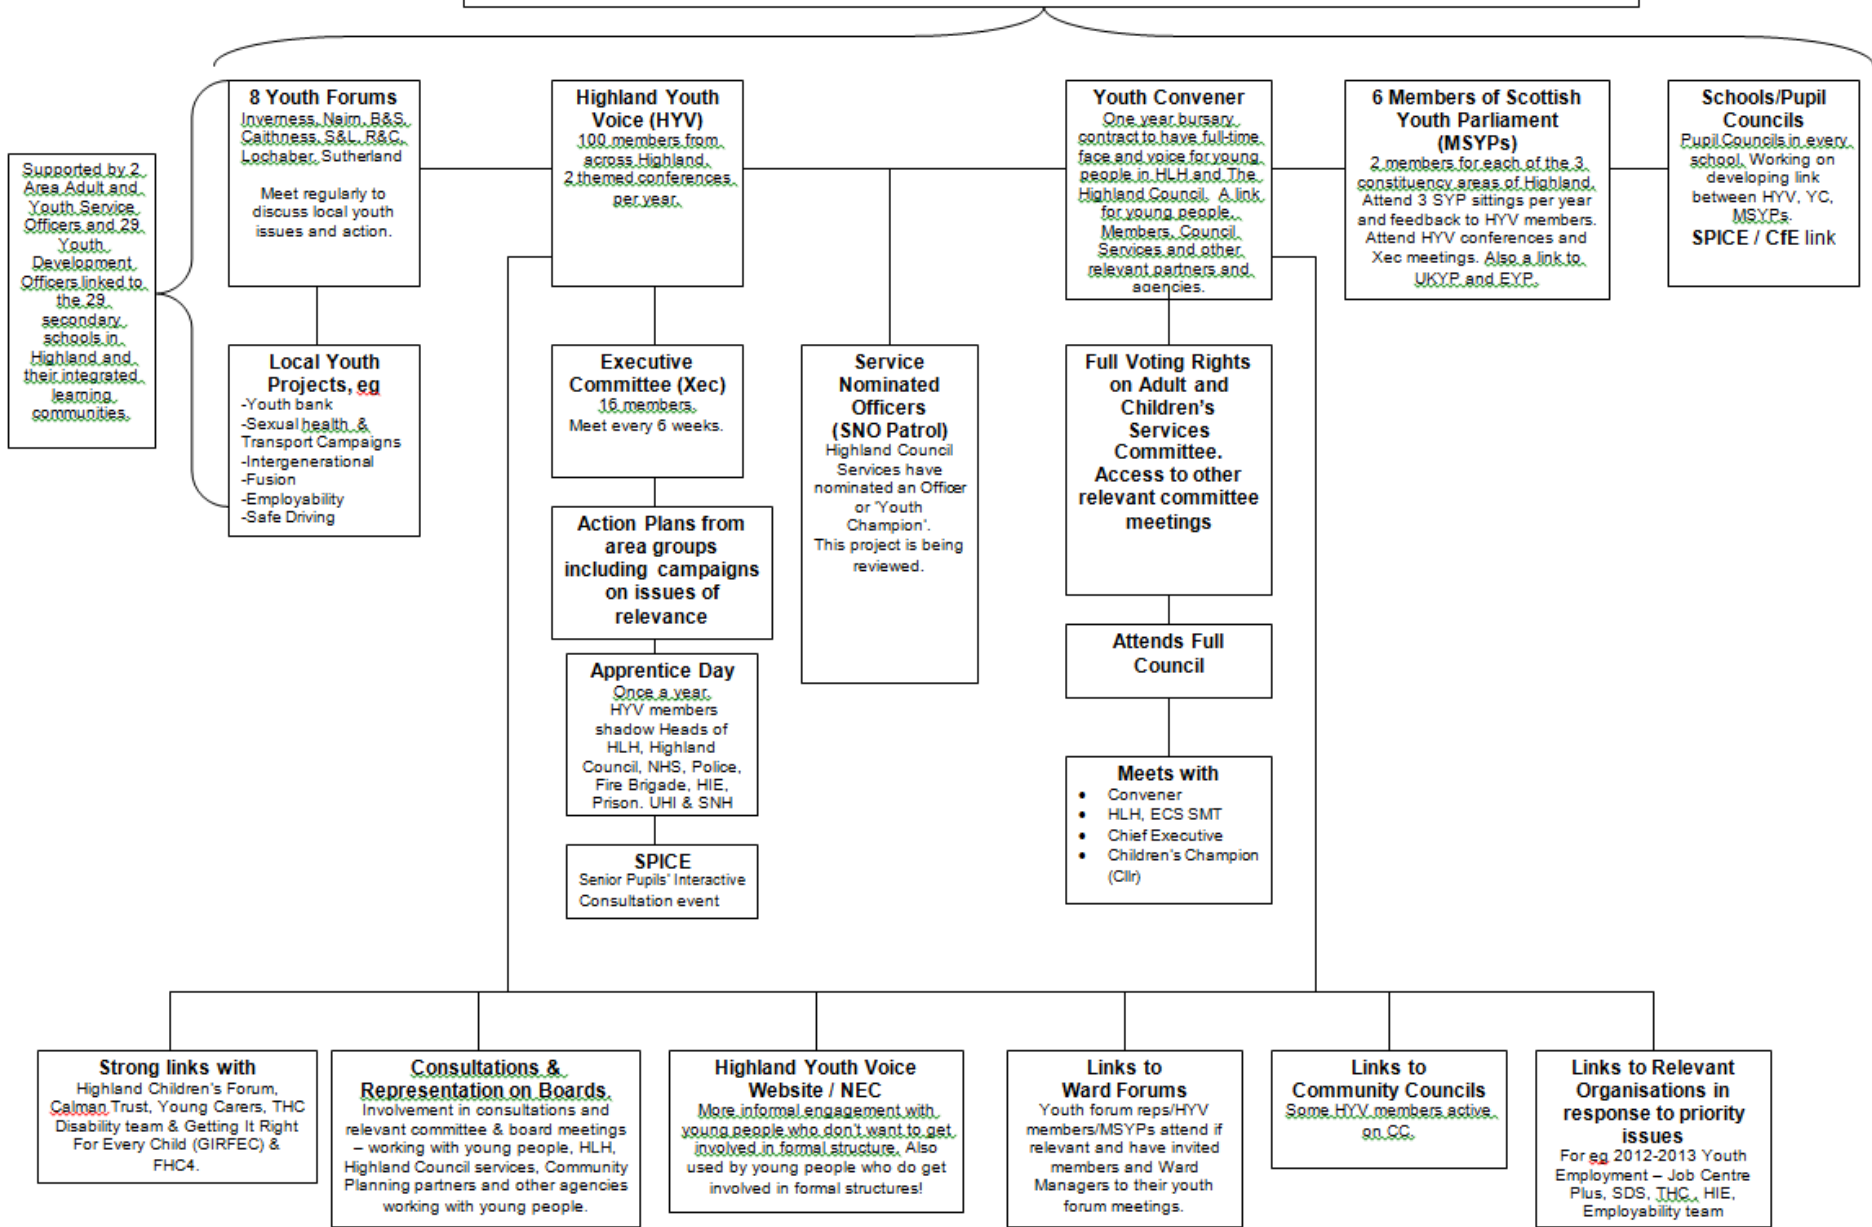 8 Youth Forums
Inverness, Nairn, B&S,
Caithness, S&L, R&C,
Lochaber, Sutherland
Meet regularly to
discuss local youth
issues and action.
Highland Youth
Voice (HYV)
100 members from
across Highland.
2 themed conferences
per year.
Youth Convener
One year bursary
contract to have full-time
face and voice for young
people in HLH and The
Highland Council. A link
for young people,
Members, Council
Services and other
relevant partners and
agencies.
6 Members of Scottish
Youth Parliament
(MSYPs)
2 members for each of the 3
constituency areas of Highland.
Attend 3 SYP sittings per year
and feedback to HYV members.
Attend HYV conferences and
Xec meetings. Also a link to
UKYP and EYP.
Schools/Pupil
Councils
Pupil Councils in every
school. Working on
developing link
between HYV, YC,
MSYPs.
SPICE / CfE link
Supported by 2
Area Adult and
Youth Service
Officers and 29
Youth
Development
Officers linked to
the 29
secondary
schools in
Highland and
their integrated
learning
communities.
Local Youth
Projects, eg
-Youth bank
-Sexual health &
Transport Campaigns
-Intergenerational
-Fusion
-Employability
-Safe Driving
Executive
Committee (Xec)
16 members.
Meet every 6 weeks.
Service
Nominated
Officers
(SNO Patrol)
Highland Council
Services have
nominated an Officer
or 'Youth
Champion'.
This project is being
reviewed.
Full Voting Rights
on Adult and
Children's
Services
Committee.
Access to other
relevant committee
meetings
Action Plans from
area groups
including campaigns
on issues of
relevance
Attends Full
Council
Apprentice Day
Once a year.
HYV members
shadow Heads of
HLH, Highland
Council, NHS, Police,
Fire Brigade, HIE,
Prison. UHI & SNH
Meets with
• Convener
• HLH, ECS SMT
• Chief Executive
• Children's Champion
(Cllr)
SPICE
Senior Pupils' Interactive
Consultation event
Strong links with
Highland Children's Forum,
Calman Trust, Young Carers, THC
Disability team & Getting It Right
For Every Child (GIRFEC) &
FHC4.
Consultations &
Representation on Boards.
Involvement in consultations and
relevant committee & board meetings
– working with young people, HLH,
Highland Council services, Community
Planning partners and other agencies
working with young people.
Highland Youth Voice
Website / NEC
More informal engagement with
young people who don't want to get
involved in formal structure. Also
used by young people who do get
involved in formal structures!
Links to
Ward Forums
Youth forum reps/HYV
members/MSYPs attend if
relevant and have invited
members and Ward
Managers to their youth
forum meetings.
Links to
Community Councils
Some HYV members active
on CC.
Links to Relevant
Organisations in
response to priority
issues
For eg 2012-2013 Youth
Employment – Job Centre
Plus, SDS, THC , HIE,
Employability team